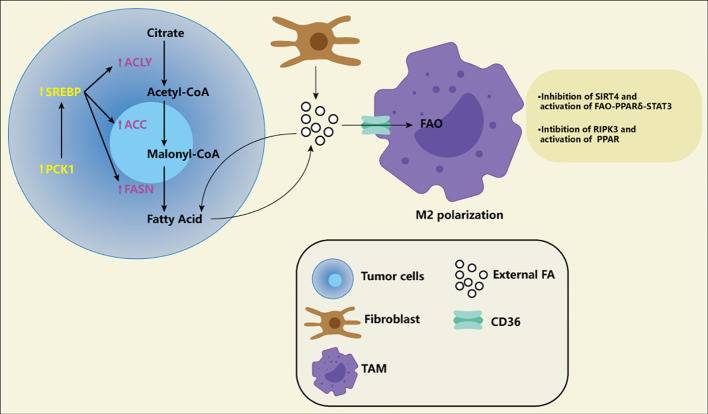 Citrate
↑ACLY
↑SREBP
Acetyl-CoA
↑ACC
Malonyl-CoA
↑PCK1
↑FASN
Fatty Acid
FAO
M2 polarization
•Inhibition of SIRT4 and
activation of FAO-PPARδ-STAT3
•Intibition of RIPK3 and
activation of PPAR
Tumor cells
External FA
Fibroblast
CD36
TAM